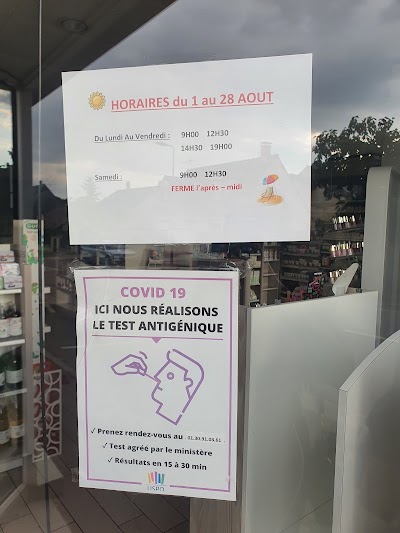 HORAIRES du 1 au 28 AOUT
Du Lundi Au Vendredi : 9H00 12H30
14H30 19H00
Samedi : 9H00 12H30
FERME l'après - midi
COVID 19
ICI NOUS RÉALISONS
LE TEST ANTIGÉNIQUE
✓ Prenez rendez-vous au :
✓ Test agréé par le ministère
✓ Résultats en 15 à 30 min
USPO